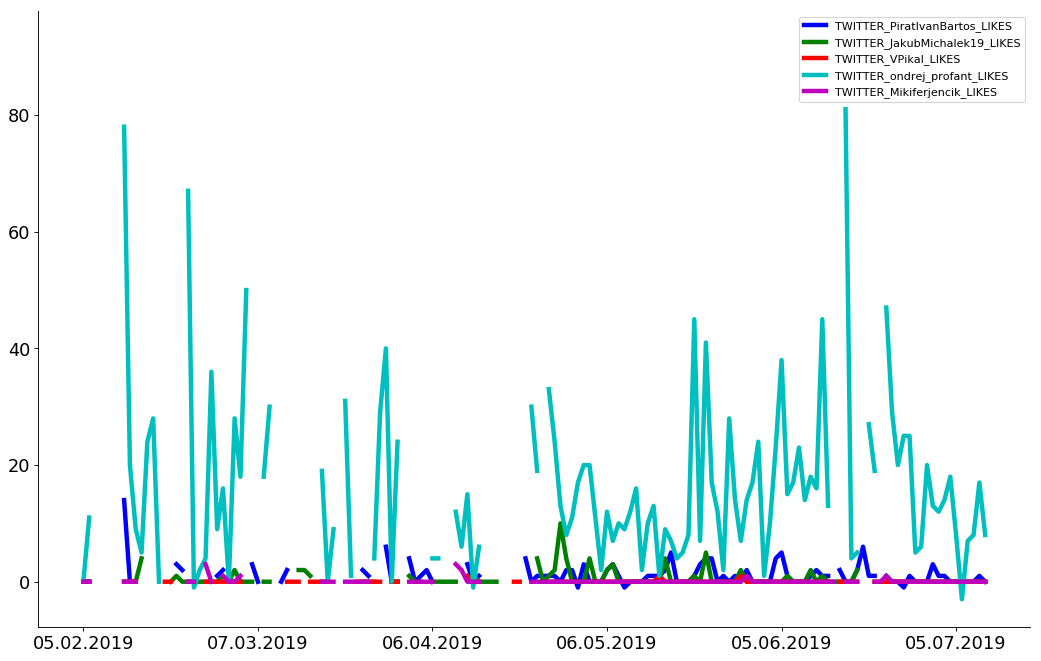 TWITTER_PiratIvanBartos_LIKES
TWITTER_JakubMichalek19_LIKES
TWITTER_VPikal_LIKES
TWITTER_ondrej_profant_LIKES
TWITTER_Mikiferjencik_LIKES
80
60
40
20
0
05.02.2019 07.03.2019 06.04.2019 06.05.2019 05.06.2019 05.07.2019